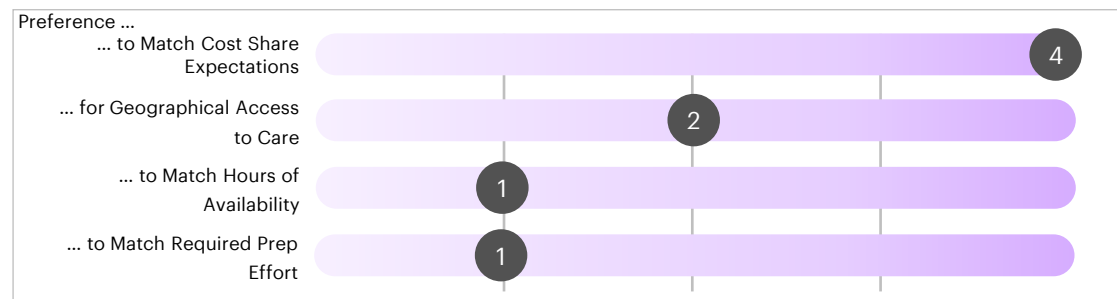 Preference ...
... to Match Cost Share
Expectations
4
... for Geographical Access
to Care
2
... to Match Hours of
Availability
1
... to Match Required Prep
Effort
1